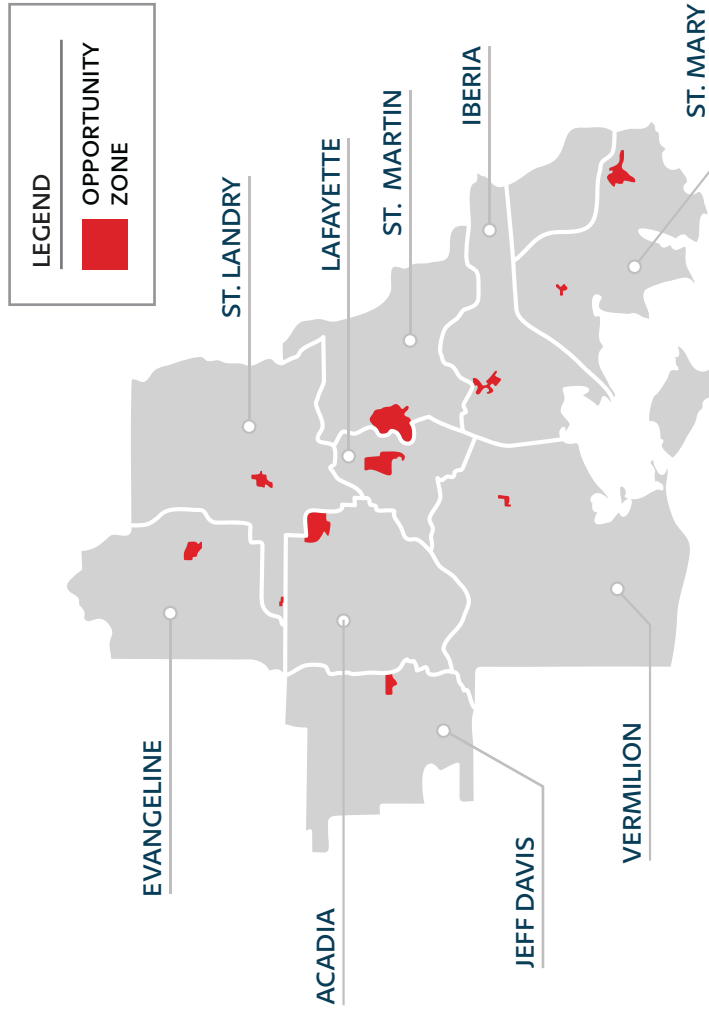 LEGEND
OPPORTUNITY
ZONE
EVANGELINE
ACADIA
JEFF DAVIS
VERMILION
ST. LANDRY
LAFAYETTE
ST. MARTIN
IBERIA
ST. MARY